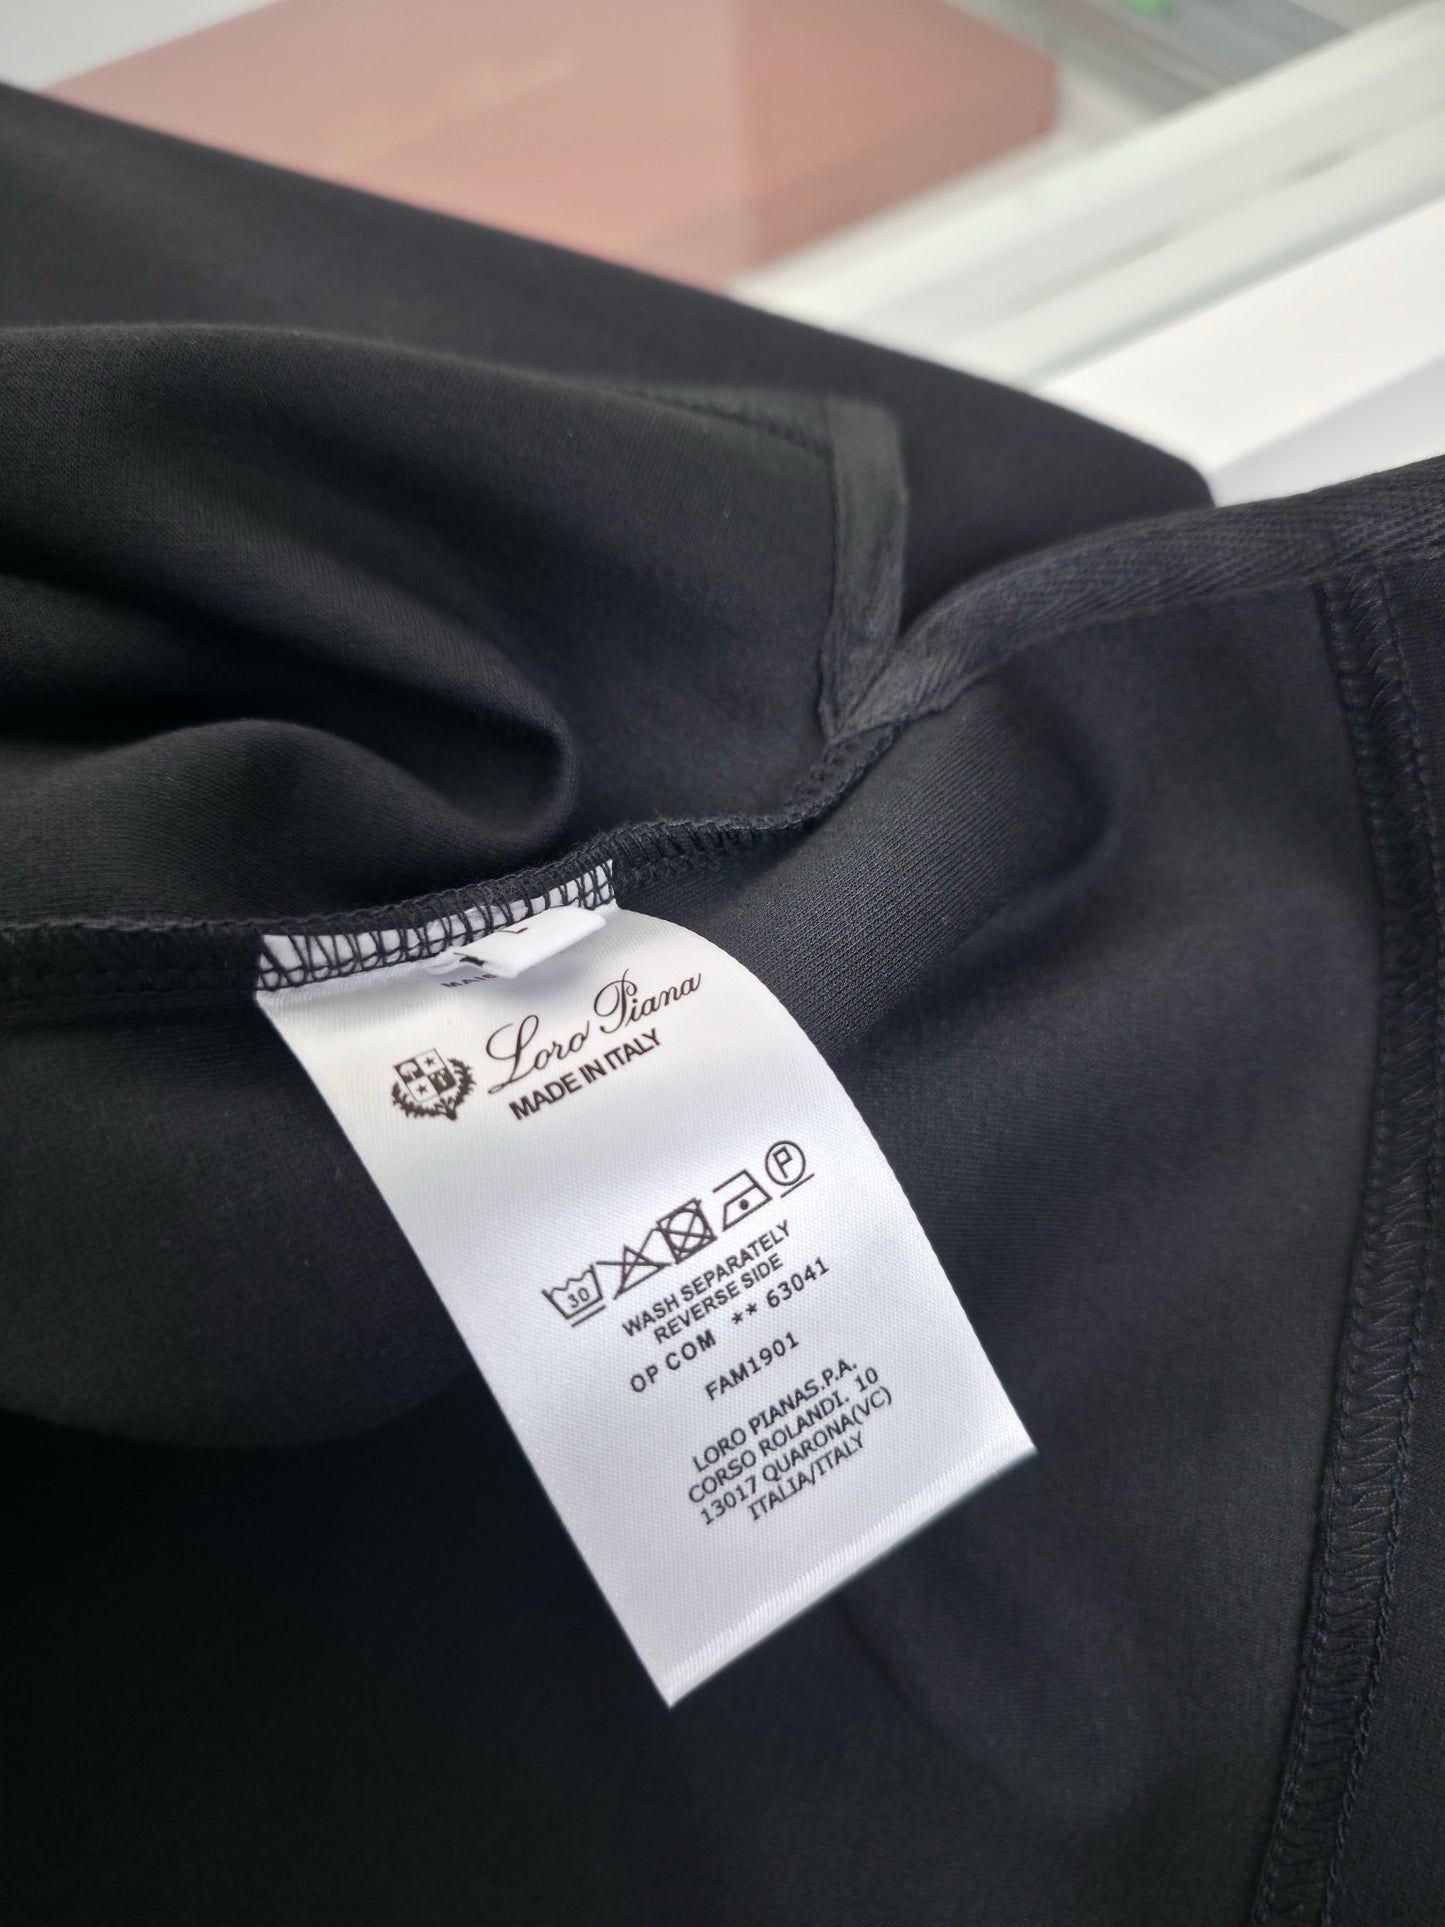 L
Loro Piana
MADE IN ITALY
30
P
WASH SEPARATELY
REVERSE SIDE
OP COM ** 63041
FAM1901
LORO PIANAS.P.A.
CORSO ROLANDI. 10
13017 QUARONA(VC)
ITALIA/ITALY